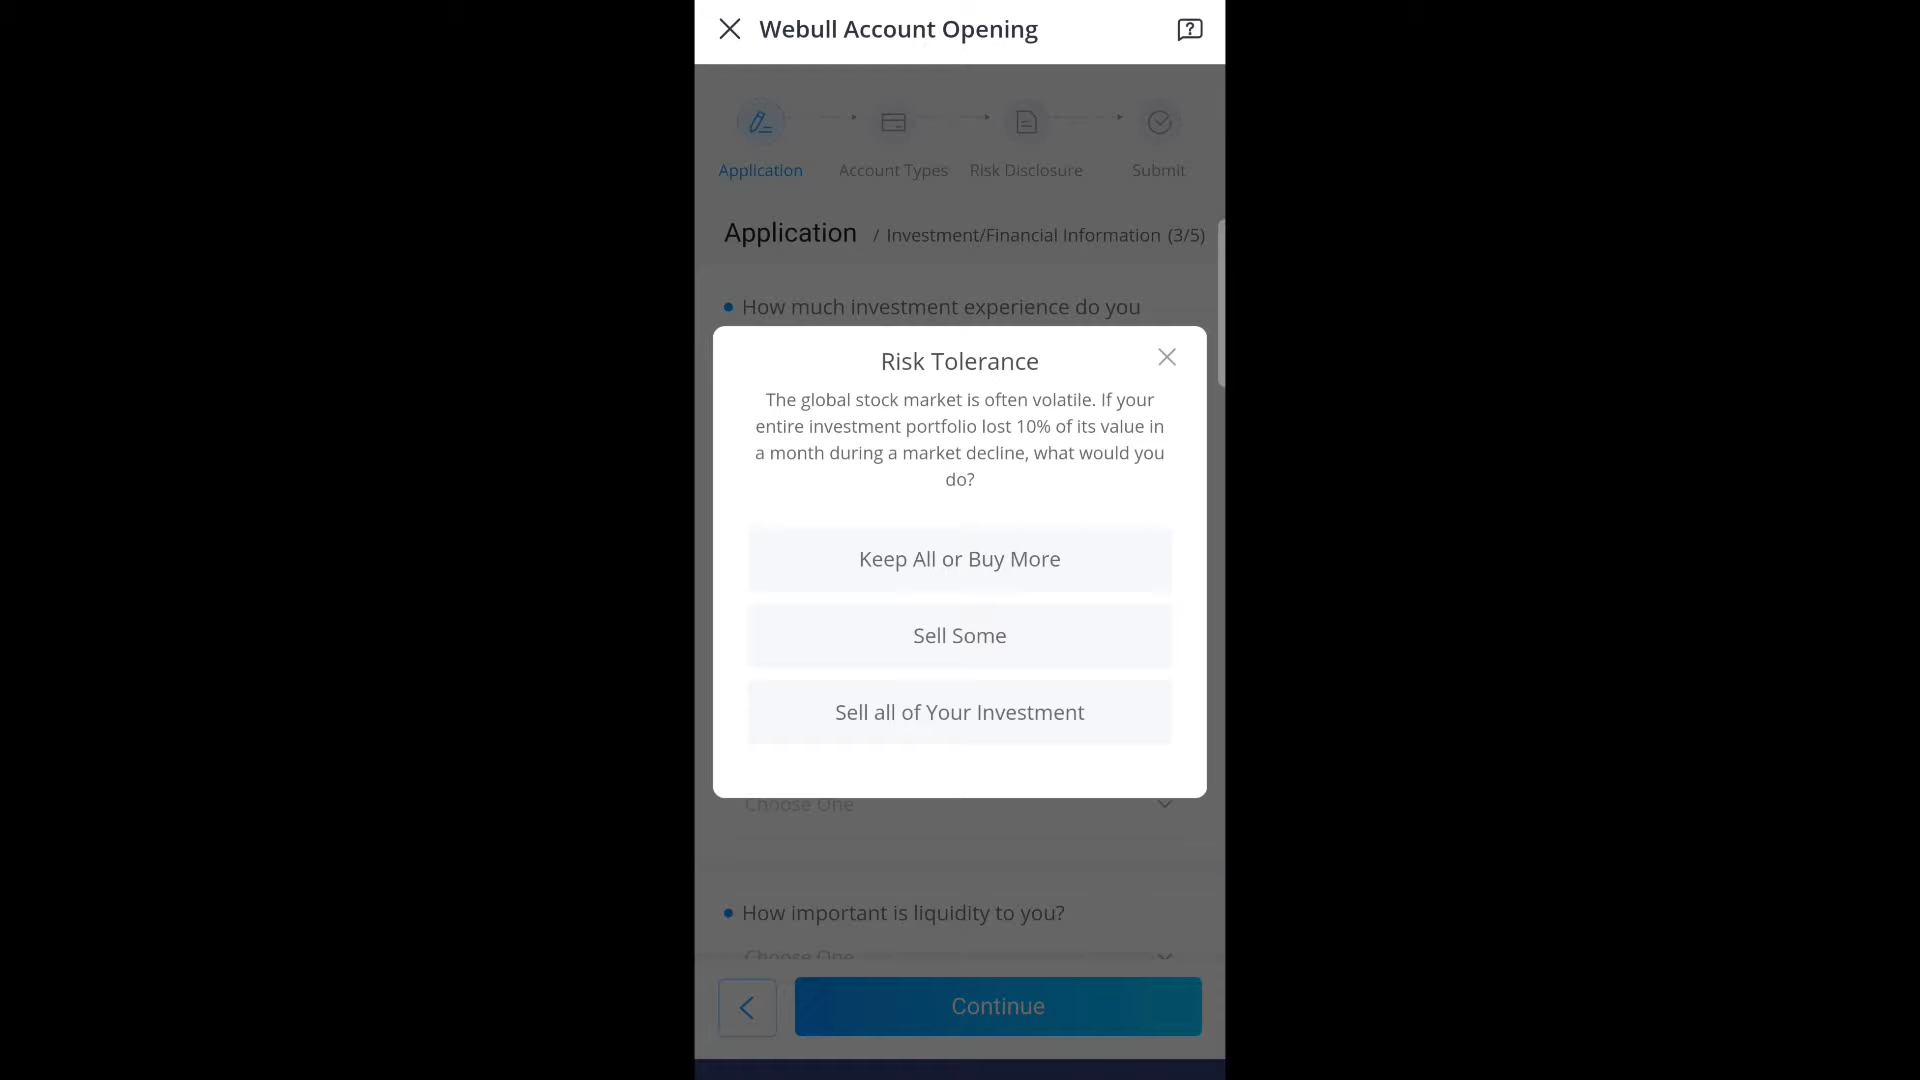 Webull Account Opening
Application
Account Types
Risk Disclosure
Submit
Application / Investment/Financial Information (3/5)
How much investment experience do you
Risk Tolerance
The global stock market is often volatile. If your
entire investment portfolio lost 10% of its value in
a month during a market decline, what would you
do?
Keep All or Buy More
Sell Some
Sell all of Your Investment
Choose One
How important is liquidity to you?
Choose One
Continue